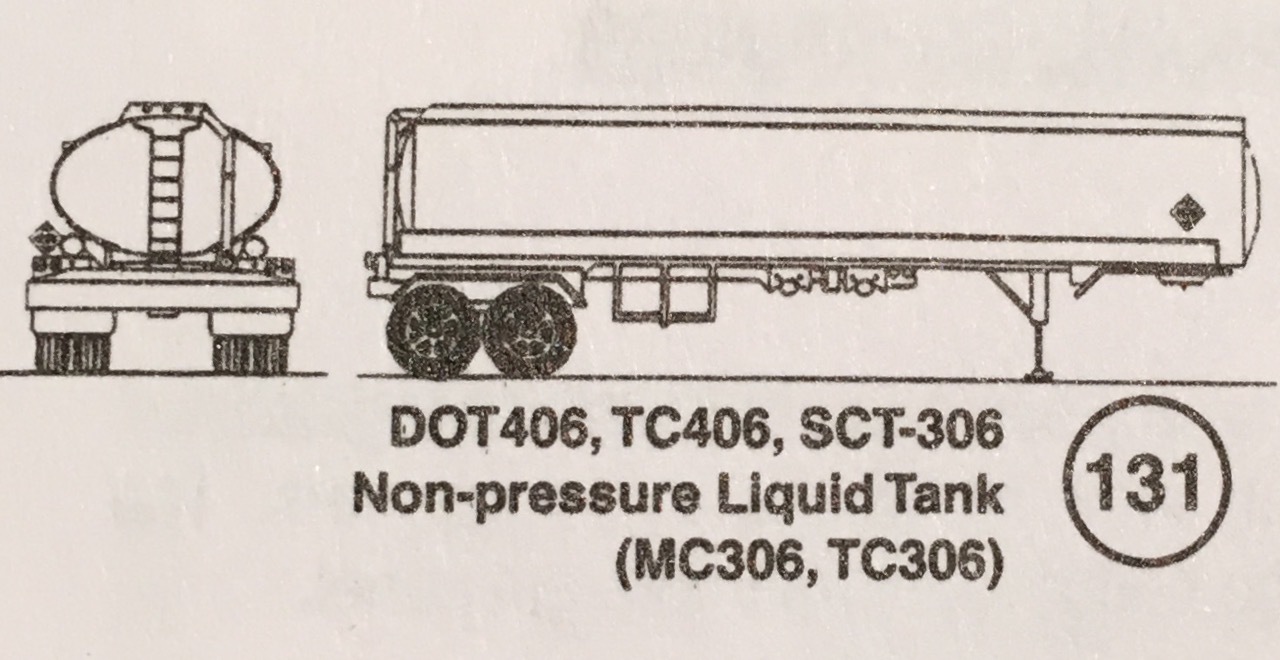 DOT406, TC406, SCT-306
Non-pressure Liquid Tank
(MC306, TC306)
131